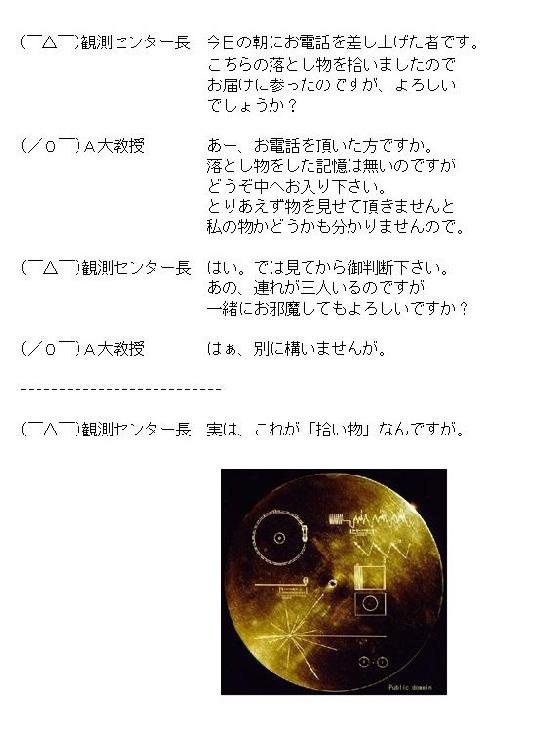 (￣△￣)観測センター長 今日の朝にお電話を差し上げた者です。
こちらの落とし物を拾いましたので
お届けに参ったのですが、よろしい
でしょうか？
(／０￣)Ａ大教授 あー、お電話を頂いた方ですか。
落とし物をした記憶は無いのですが
どうぞ中へお入り下さい。
とりあえず物を見せて頂きませんと
私の物かどうかも分かりませんので。
(￣△￣)観測センター長 はい。では見てから御判断下さい。
あの、連れが三人いるのですが
一緒にお邪魔してもよろしいですか？
(／０￣)Ａ大教授 はぁ、別に構いませんが。
--------------------------
(￣△￣)観測センター長 実は、これが「拾い物」なんですが。
Public domain